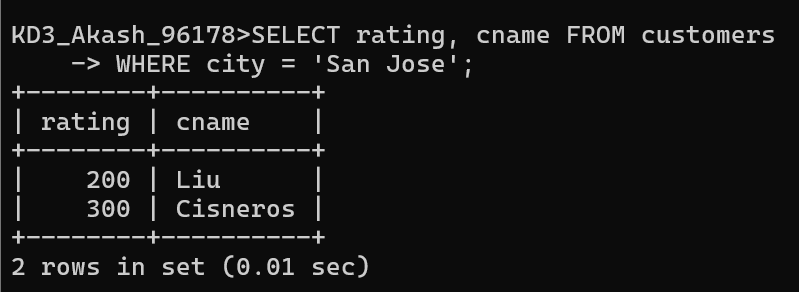 KD3_Akash_96178>SELECT rating, cname FROM customers
    -> WHERE city = 'San Jose';
+--------+----------+
| rating | cname    |
+--------+----------+
|    200 | Liu      |
|    300 | Cisneros |
+--------+----------+
2 rows in set (0.01 sec)